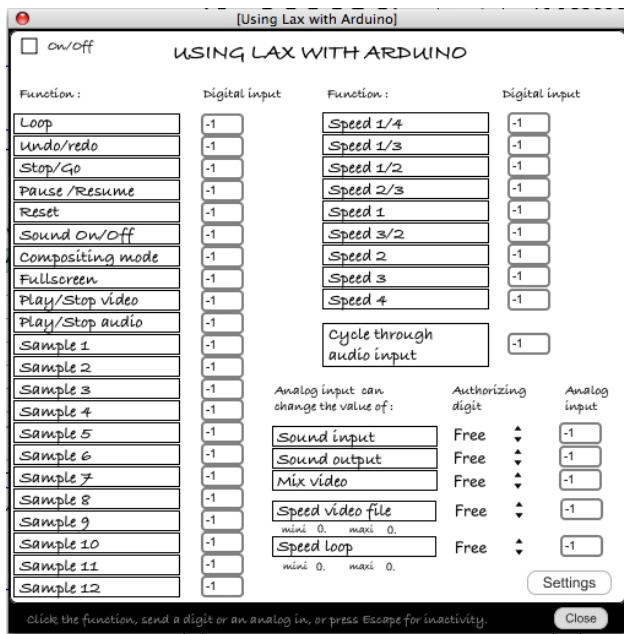 [Using Lax with Arduino]
On/Off
USING LAX WITH ARDUINO
Function : Digital input Function : Digital input
Loop -1 Speed 1/4 -1
Undo/redo -1 Speed 1/3 -1
Stop/Go -1 Speed 1/2 -1
Pause /Resume -1 Speed 2/3 -1
Reset -1 Speed 1 -1
Sound On/Off -1 Speed 3/2 -1
Compositing mode -1 Speed 2 -1
Fullscreen -1 Speed 3 -1
Play/Stop video -1 Speed 4 -1
Play/Stop audio -1
Cycle through
audio input -1
Sample 1 -1
Sample 2 -1
Sample 3 -1
Sample 4 -1
Sample 5 -1
Sample 6 -1
Sample 7 -1
Sample 8 -1
Sample 9 -1
Sample 10 -1
Sample 11 -1
Sample 12 -1
Analog input can Authorizing Analog
change the value of : digit input
Sound input Free -1
Sound output Free -1
Mix video Free -1
Speed video file Free -1
mini 0. maxi 0.
Speed loop Free -1
mini 0. maxi 0.
Settings
Click the function, send a digit or an analog in, or press Escape for inactivity.
Close